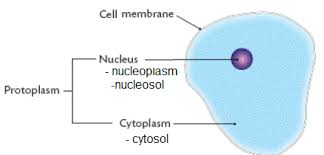 Cell membrane
Nucleus
- nucleoplasm
-nucleosol
Protoplasm
Cytoplasm
- cytosol